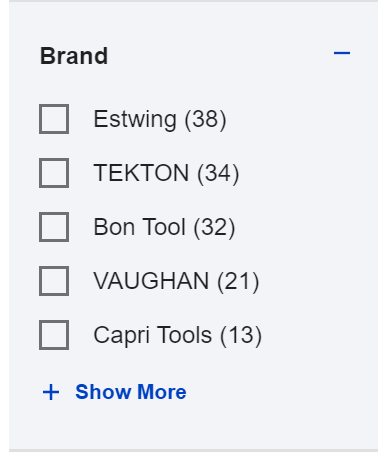 Brand
Estwing (38)
TEKTON (34)
Bon Tool (32)
VAUGHAN (21)
Capri Tools (13)
+ Show More